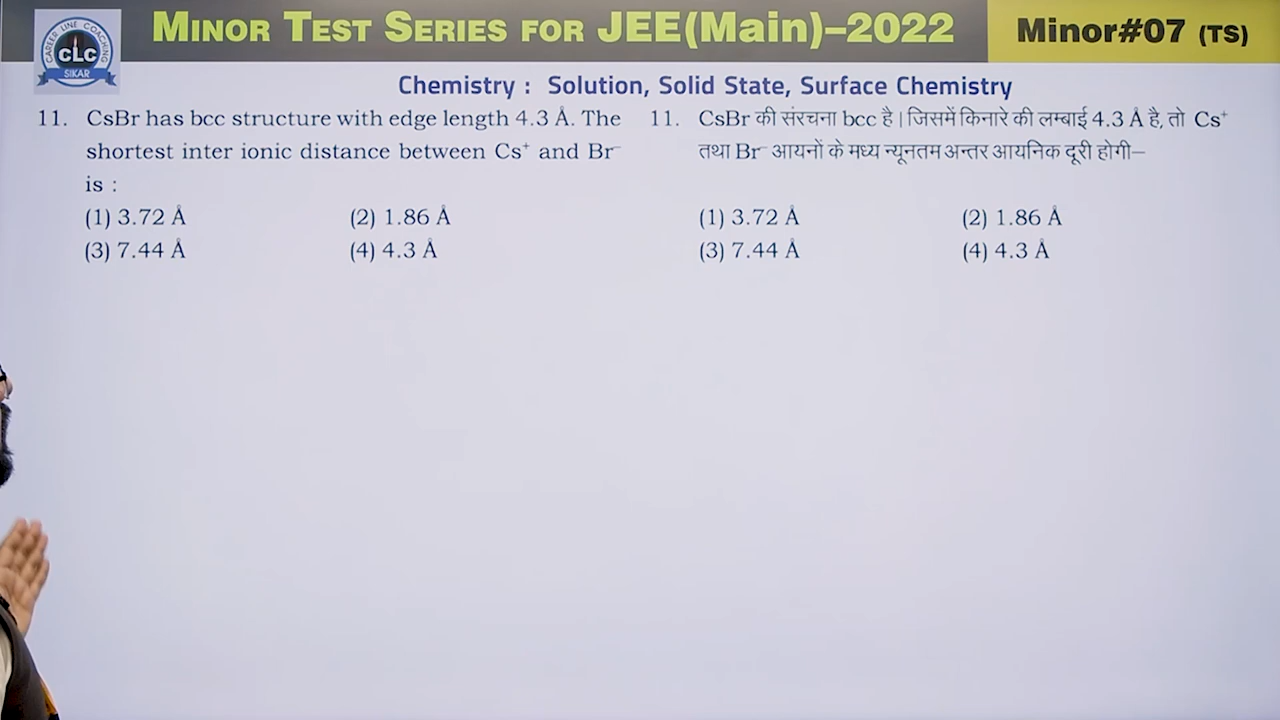 CAREER LINE COACHING
CLC
SIKAR
MINOR TEST SERIES FOR JEE(MAIN)–2022
Minor#07 (TS)
Chemistry : Solution, Solid State, Surface Chemistry
11. CsBr has bcc structure with edge length 4.3 Å. The
shortest inter ionic distance between Cs⁺ and Br⁻
is :
(1) 3.72 Å (2) 1.86 Å
(3) 7.44 Å (4) 4.3 Å
11. CsBr की संरचना bcc है। जिसमें किनारे की लम्बाई 4.3 Å है, तो Cs⁺
तथा Br⁻ आयनों के मध्य न्यूनतम अन्तर आयनिक दूरी होगी–
(1) 3.72 Å (2) 1.86 Å
(3) 7.44 Å (4) 4.3 Å